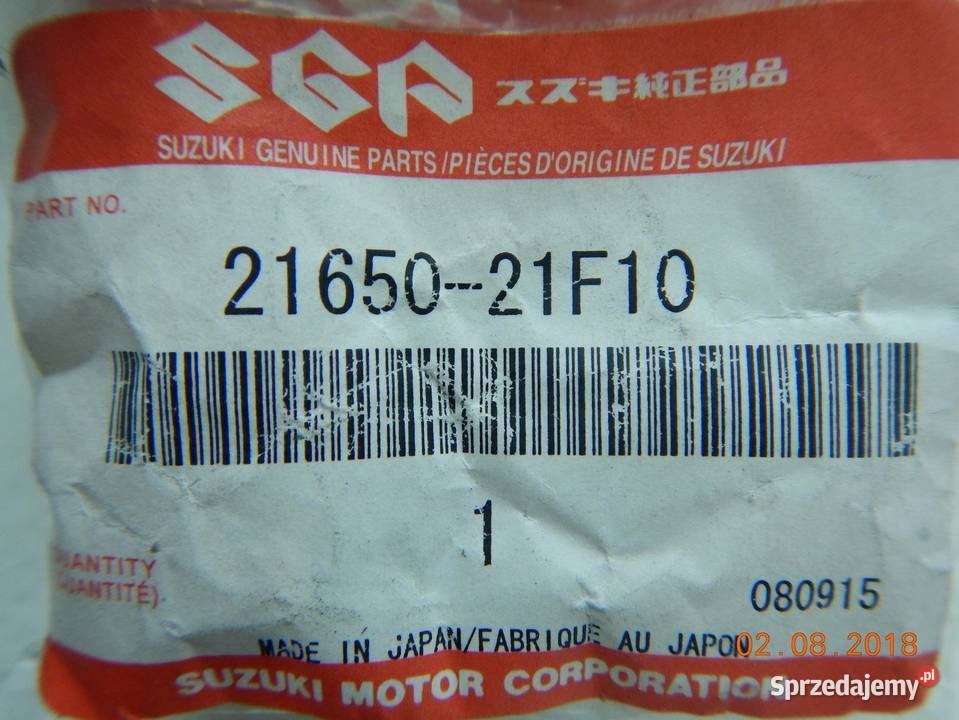 SGP スズキ純正部品
SUZUKI GENUINE PARTS/PIÈCES D'ORIGINE DE SUZUKI
PART NO.
21650-21F10
1
QUANTITY
(QUANTITÉ)
080915
MADE IN JAPAN/FABRIQUE AU JAPON
02.08.2018
SUZUKI MOTOR CORPORATION
Sprzedajemy.pl